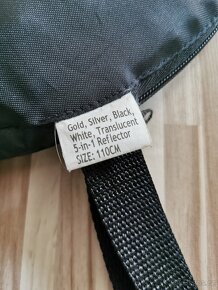 Gold, Silver, Black,
White, Translucent
5-in-1 Reflector
SIZE: 110CM